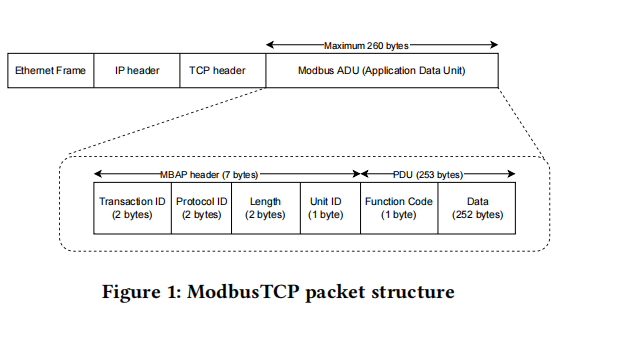 Maximum 260 bytes
Ethernet Frame IP header TCP header Modbus ADU (Application Data Unit)
MBAP header (7 bytes) PDU (253 bytes)
Transaction ID Protocol ID Length Unit ID Function Code Data
(2 bytes) (2 bytes) (2 bytes) (1 byte) (1 byte) (252 bytes)
Figure 1: ModbusTCP packet structure